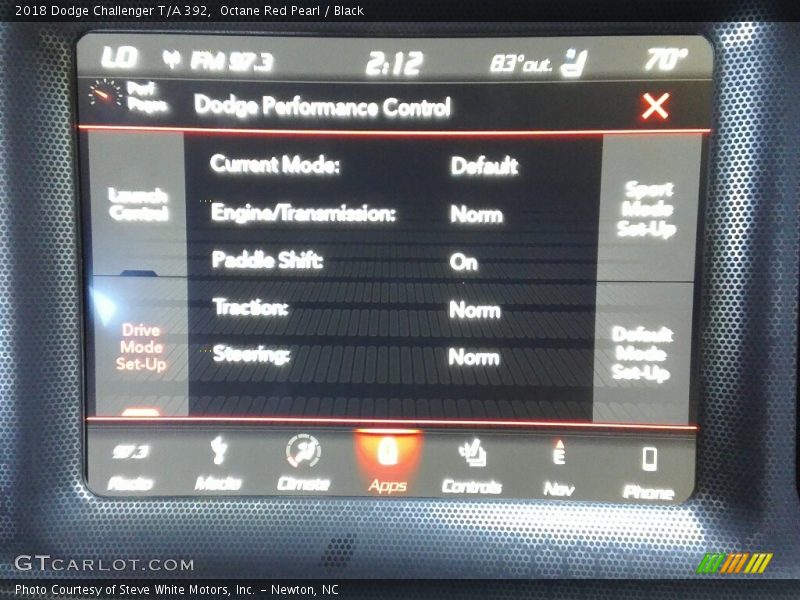 2018 Dodge Challenger T/A 392, Octane Red Pearl / Black
LO FM 97.3 2:12 83° out. 70°
Perf Pages
Dodge Performance Control X
Current Mode: Default
Engine/Transmission: Norm
Paddle Shift: On
Traction: Norm
Steering: Norm
Launch
Control
Drive
Mode
Set-Up
Sport
Mode
Set-Up
Default
Mode
Set-Up
97.3 E
Radio Media Climate Apps Controls Nav Phone
GTCARLOT.COM
Photo Courtesy of Steve White Motors, Inc. – Newton, NC